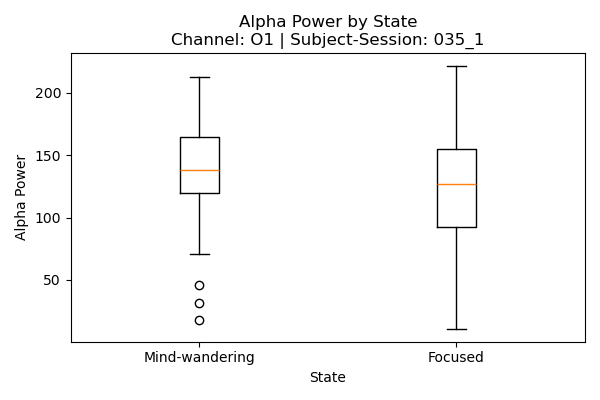 Alpha Power by State
Channel: O1 | Subject-Session: 035_1
Alpha Power
200
150
100
50
Mind-wandering
Focused
State